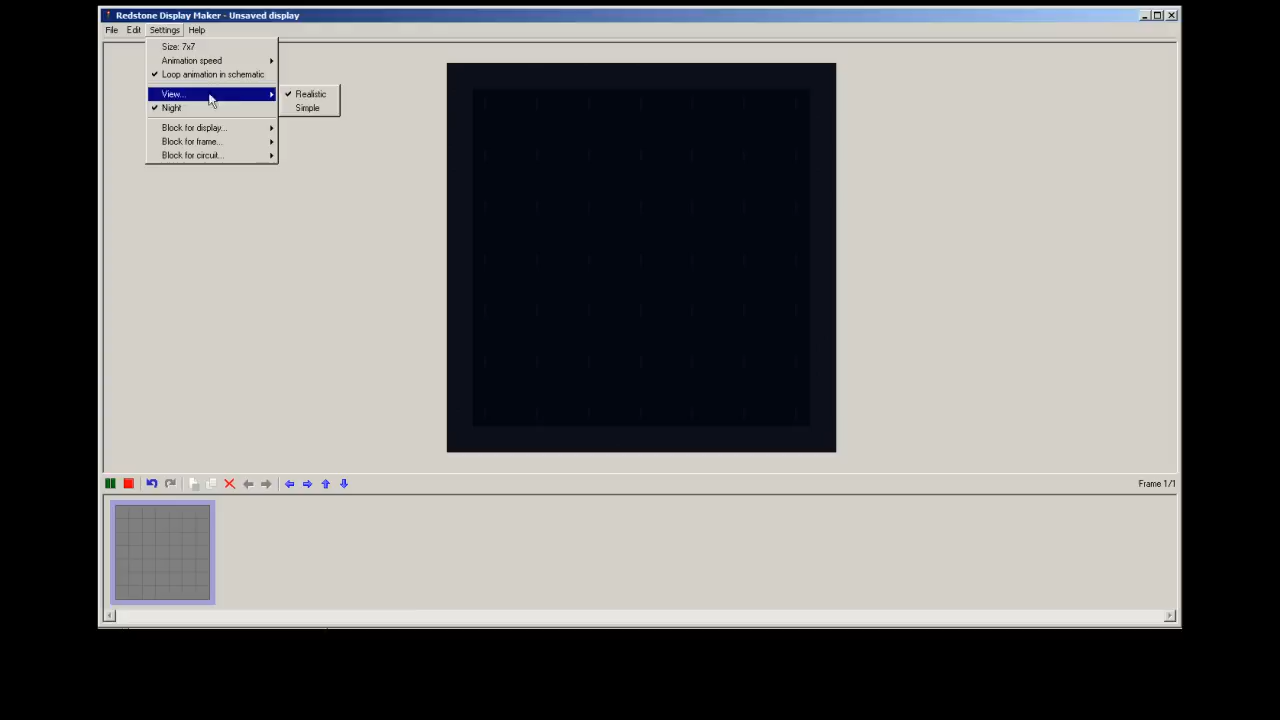 Redstone Display Maker - Unsaved display
File Edit Settings Help
Size: 7x7
Animation speed
Loop animation in schematic
View...
Realistic
Night
Simple
Block for display...
Block for frame...
Block for circuit...
Frame 1/1